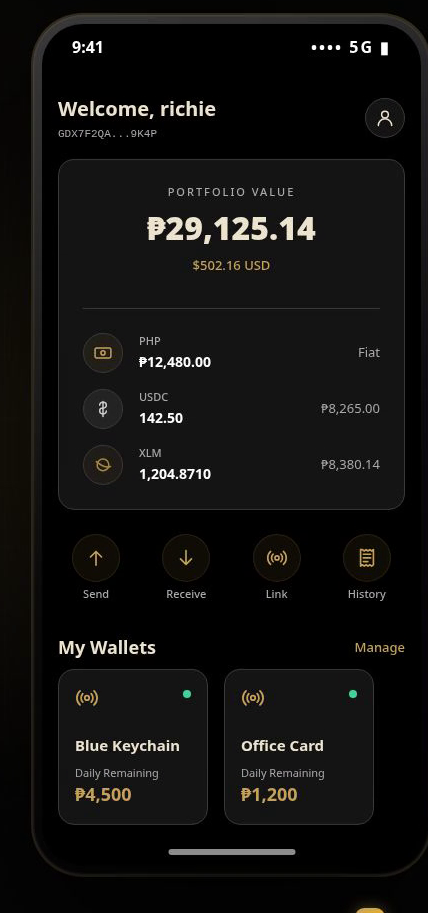 9:41 •••• 5G
Welcome, richie
GDX7F2QA...9K4P
PORTFOLIO VALUE
₱29,125.14
$502.16 USD
PHP
₱12,480.00 Fiat
USDC
142.50 ₱8,265.00
XLM
1,204.8710 ₱8,380.14
Send Receive Link History
My Wallets Manage
Blue Keychain Office Card
Daily Remaining Daily Remaining
₱4,500 ₱1,200